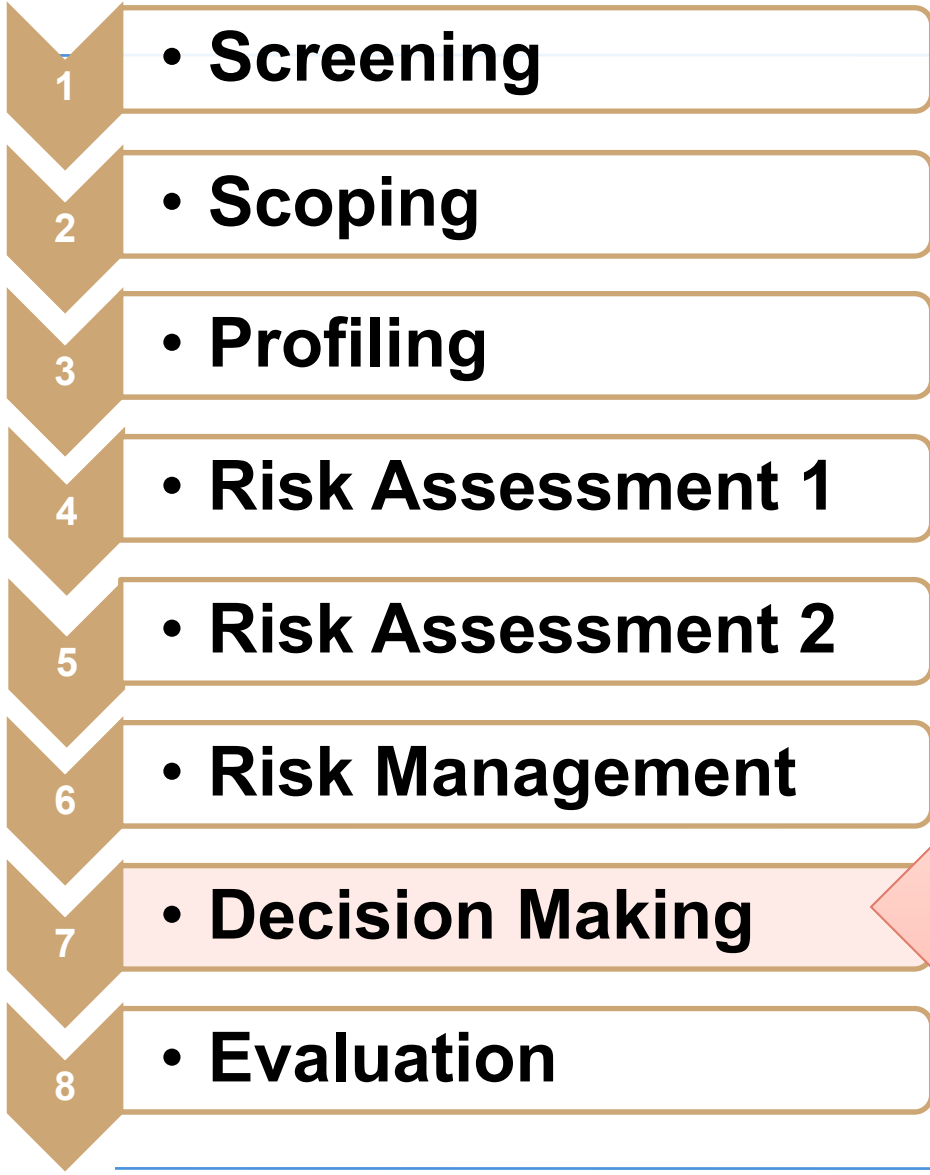 1 • Screening
2 • Scoping
3 • Profiling
4 • Risk Assessment 1
5 • Risk Assessment 2
6 • Risk Management
7 • Decision Making
8 • Evaluation